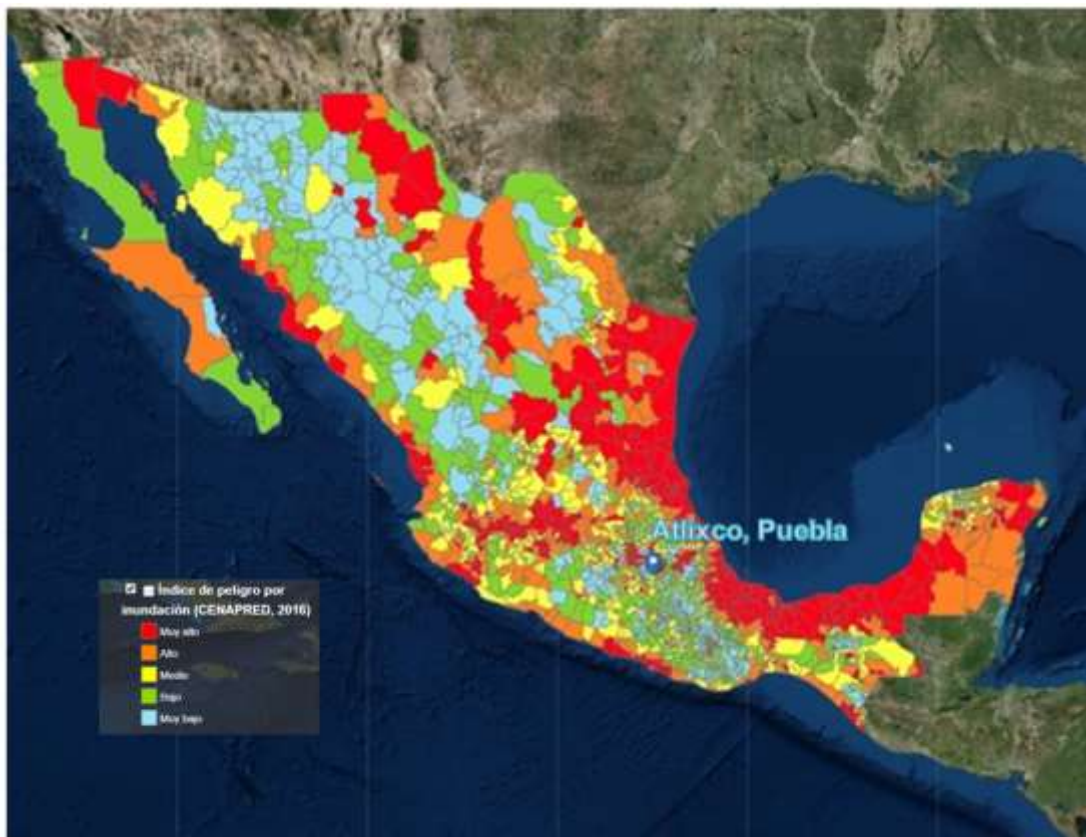 Atlixco, Puebla
Índice de peligro por
inundación (CENAPRED, 2016)
Muy alto
Alto
Medio
Bajo
Muy bajo